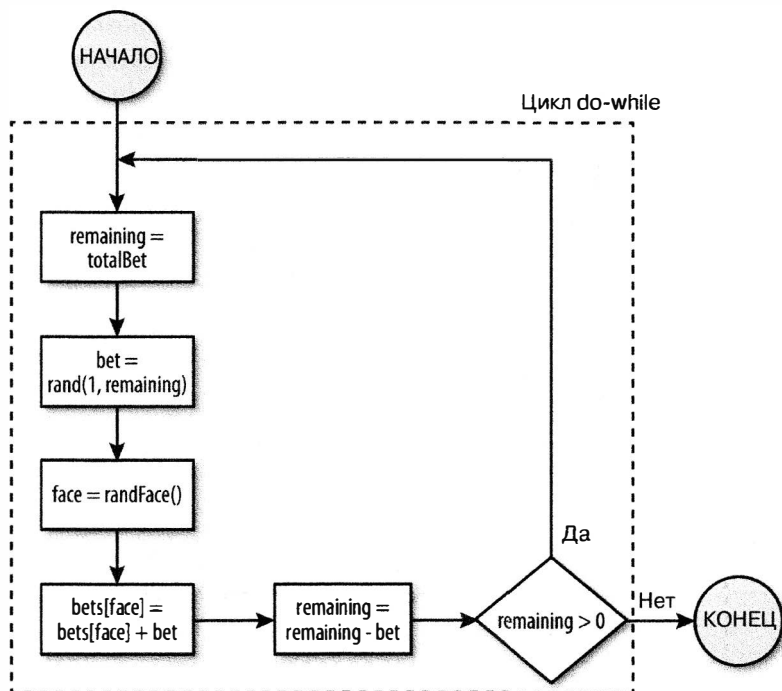 НАЧАЛО
Цикл do-while
remaining =
totalBet
bet =
rand(1, remaining)
face = randFace()
bets[face] =
bets[face} + bet
remaining =
remaining - bet
remaining > 0
Да
Нет
КОНЕЦ